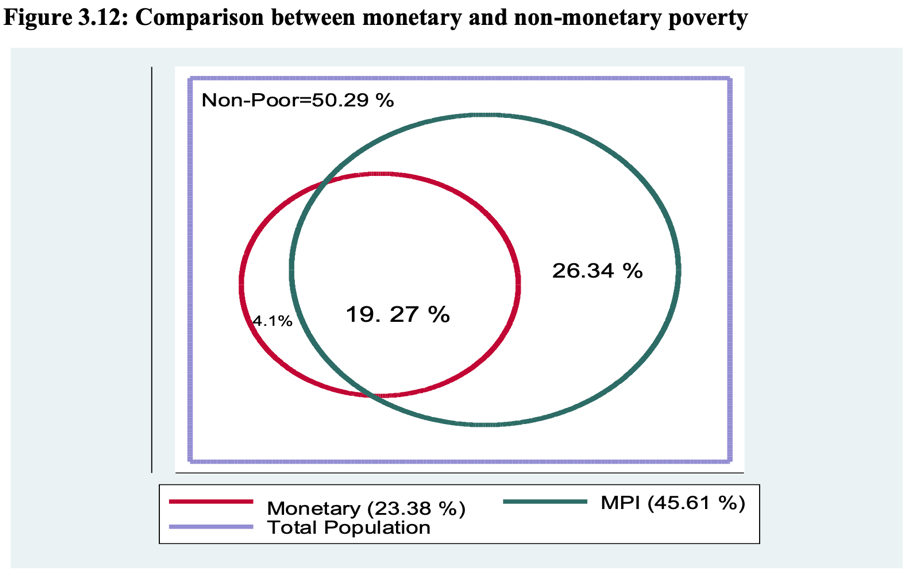 Figure 3.12: Comparison between monetary and non-monetary poverty
Non-Poor=50.29 %
26.34 %
19. 27 %
4.1%
Monetary (23.38 %)
MPI (45.61 %)
Total Population